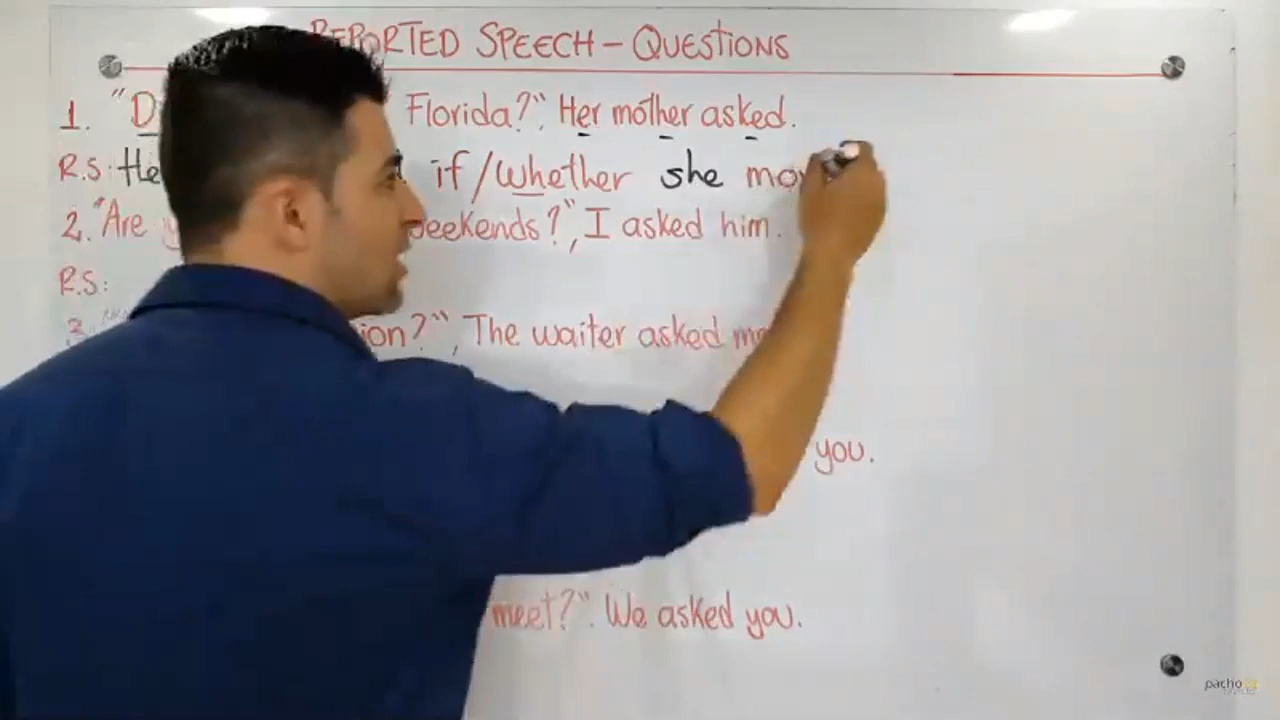 REPORTED SPEECH - QUESTIONS
1. "D Florida?". Her mother asked.
R.S: He if/whether she mo
2. "Are weekends?", I asked him.
R.S:
3. ion?", The waiter asked me
you.
meet?". We asked you.
pacho